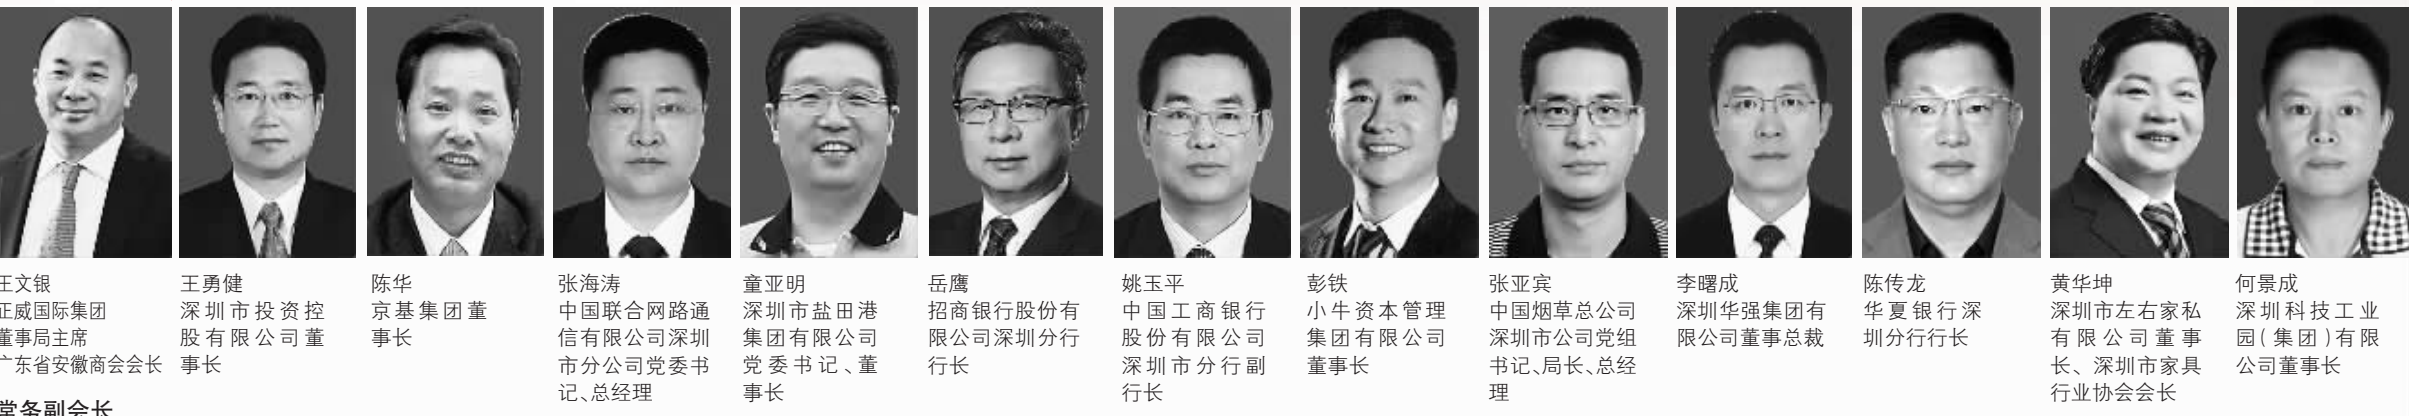 王文银
正威国际集团
董事局主席
广东省安徽商会会长
王勇健
深圳市投资控
股有限公司董
事长
陈华
京基集团董
事长
张海涛
中国联合网路通
信有限公司深圳
市分公司党委书
记、总经理
童亚明
深圳市盐田港
集团有限公司
党委书记、董
事长
岳鹰
招商银行股份有
限公司深圳分行
行长
姚玉平
中国工商银行
股份有限公司
深圳市分行副
行长
彭铁
小牛资本管理
集团有限公司
董事长
张亚宾
中国烟草总公司
深圳市公司党组
书记、局长、总经
理
李曙成
深圳华强集团有
限公司董事总裁
陈传龙
华夏银行深
圳分行行长
黄华坤
深圳市左右家私
有限公司董事
长、深圳市家具
行业协会会长
何景成
深圳科技工业
园(集团)有限
公司董事长
常务副会长